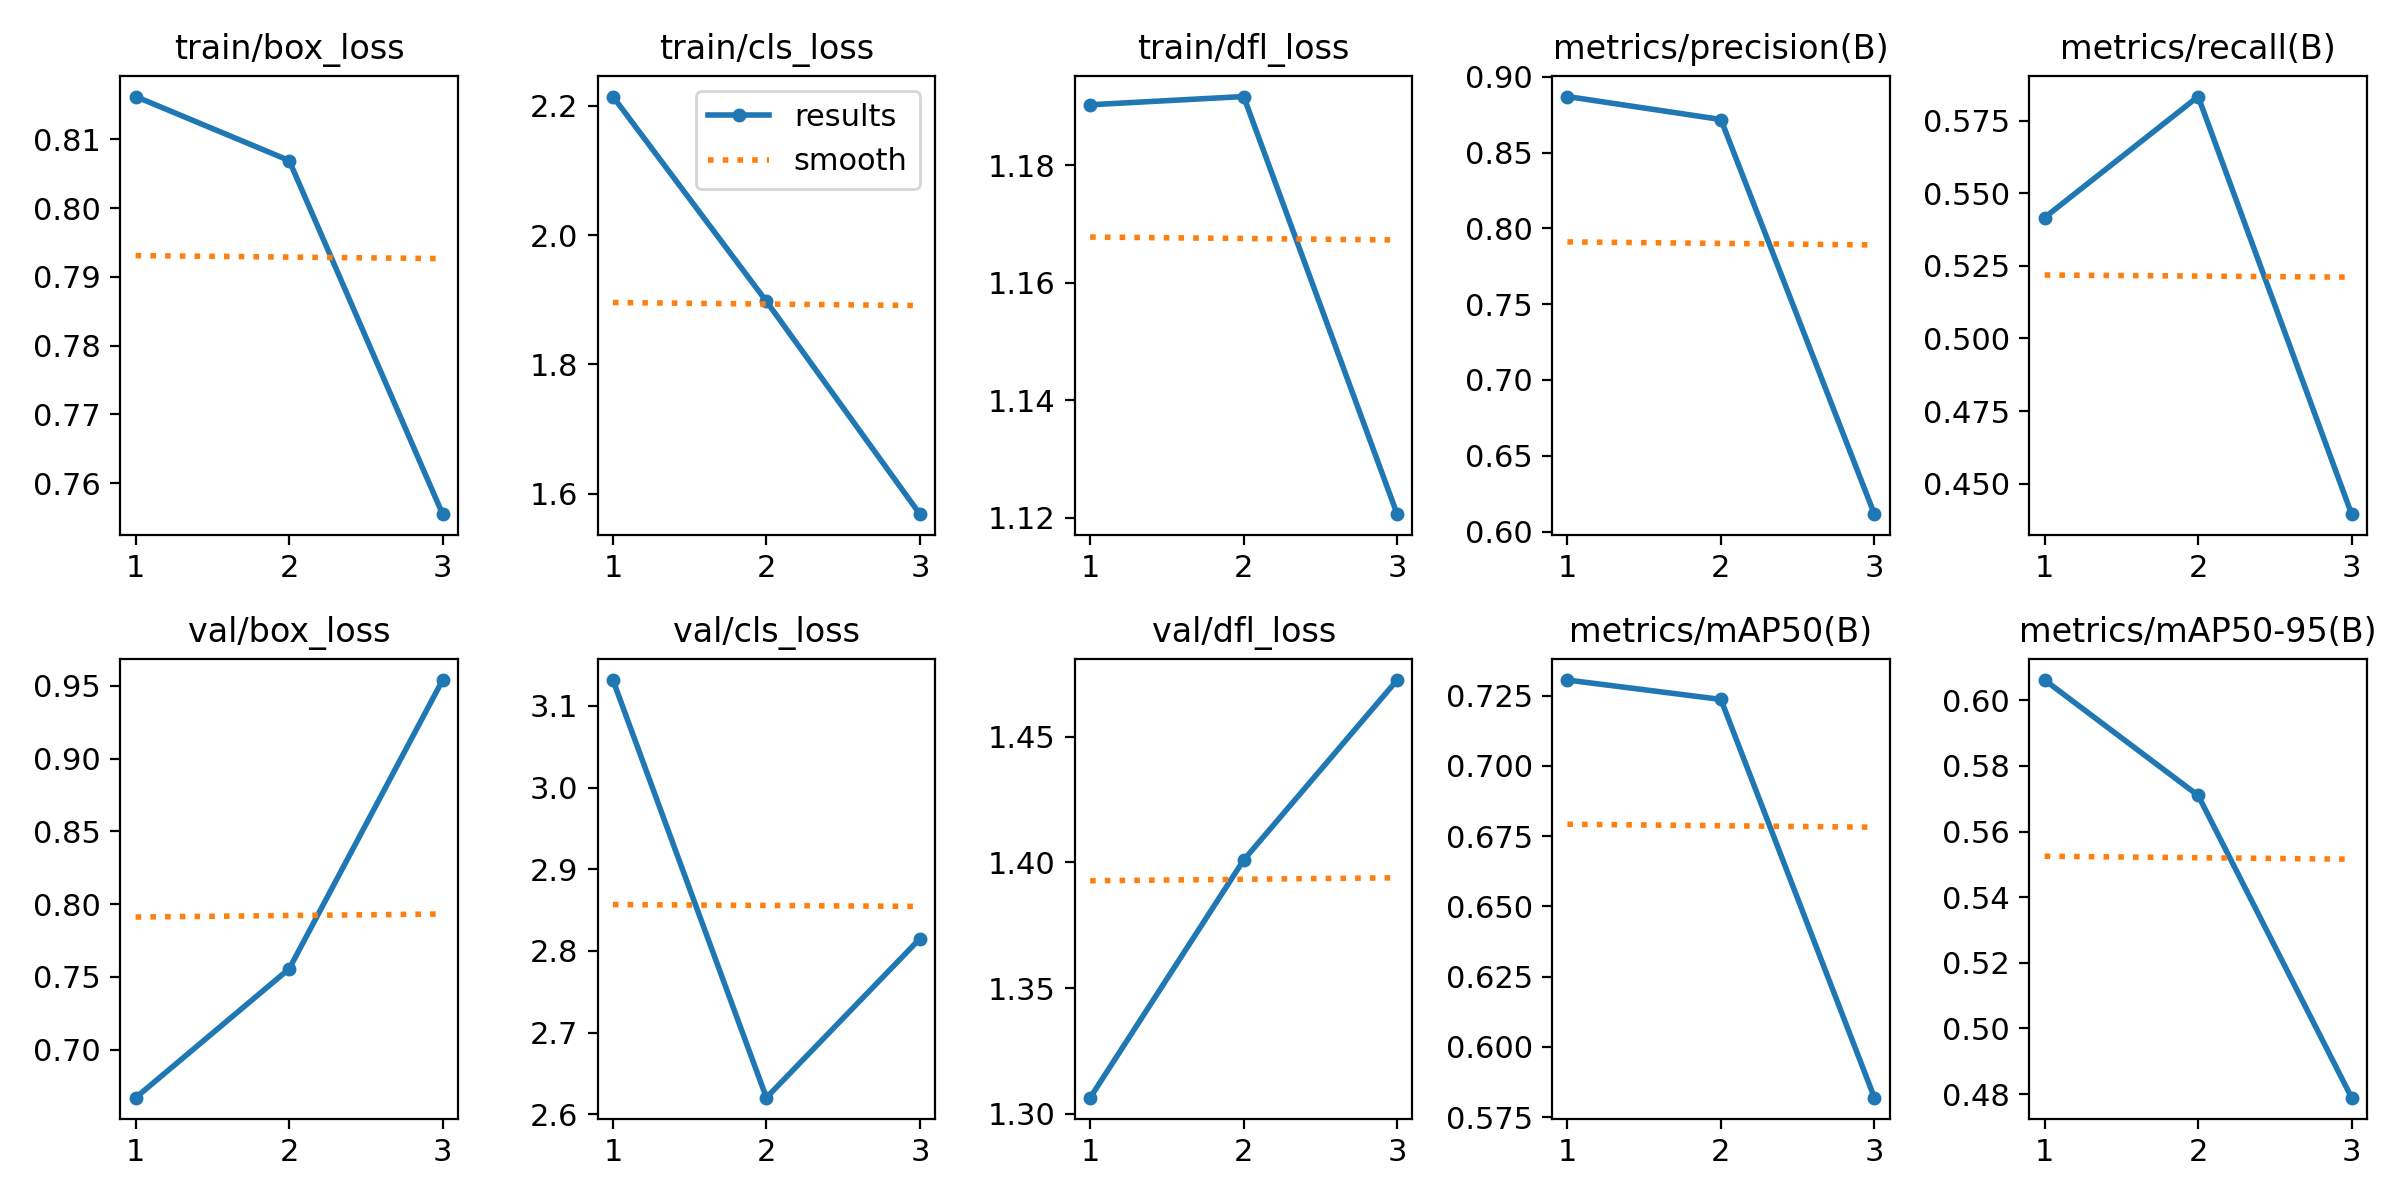 train/box_loss
0.81
0.80
0.79
0.78
0.77
0.76
1 2 3
train/cls_loss
results
smooth
2.2
2.0
1.8
1.6
1 2 3
train/dfl_loss
1.18
1.16
1.14
1.12
1 2 3
metrics/precision(B)
0.90
0.85
0.80
0.75
0.70
0.65
0.60
1 2 3
metrics/recall(B)
0.575
0.550
0.525
0.500
0.475
0.450
1 2 3
val/box_loss
0.95
0.90
0.85
0.80
0.75
0.70
1 2 3
val/cls_loss
3.1
3.0
2.9
2.8
2.7
2.6
1 2 3
val/dfl_loss
1.45
1.40
1.35
1.30
1 2 3
metrics/mAP50(B)
0.725
0.700
0.675
0.650
0.625
0.600
0.575
1 2 3
metrics/mAP50-95(B)
0.60
0.58
0.56
0.54
0.52
0.50
0.48
1 2 3